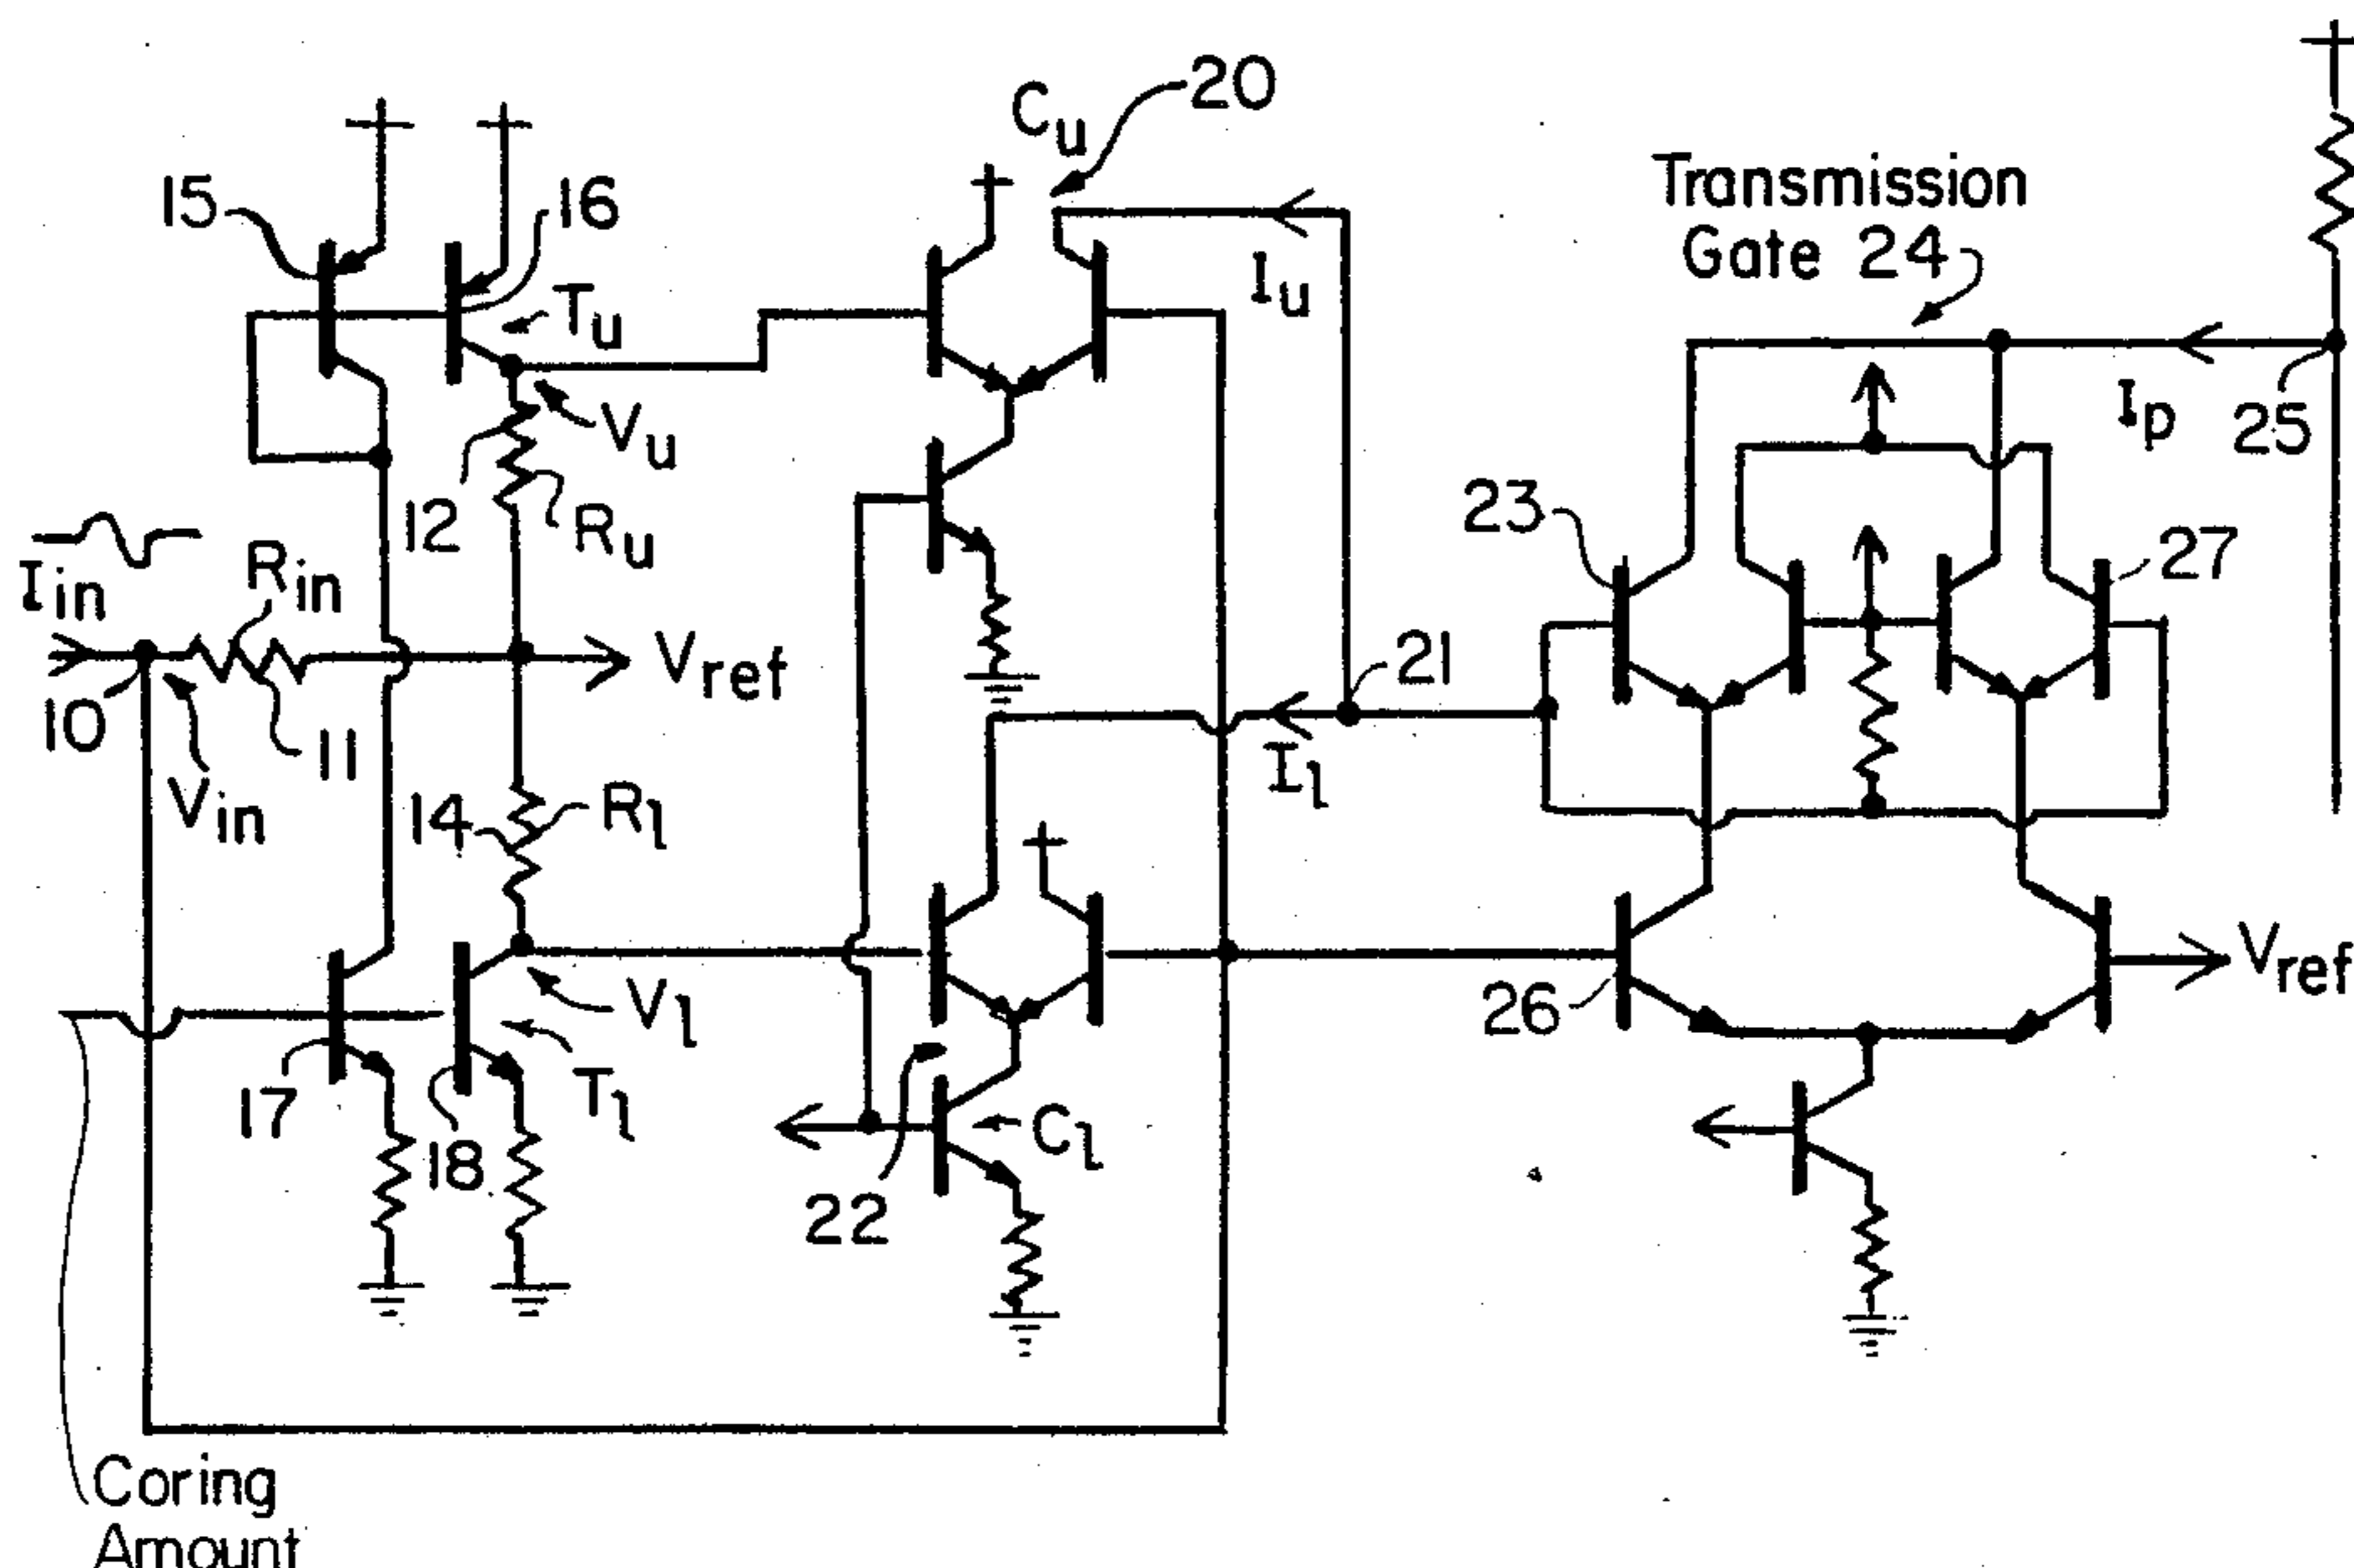 20
Cu
15
16
Transmission
Gate 24
Tu
Iu
Vu
Ip
25
12
Ru
23
27
Iin
Rin
Vref
21
10
11
Vin
14
Rl
Il
Vl
26
Vref
17
18
Tl
22
Cl
Coring
Amount